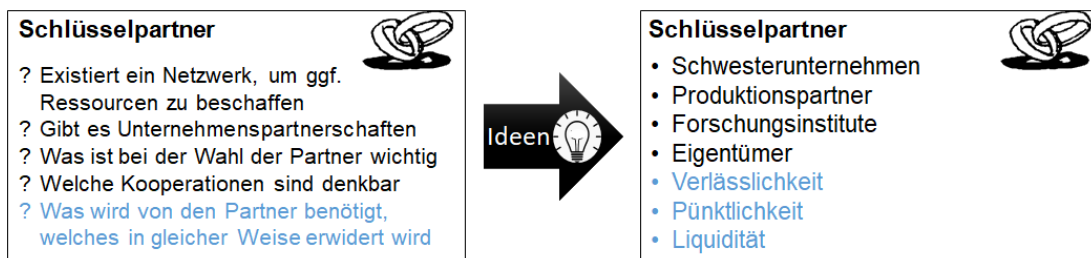 Schlüsselpartner
? Existiert ein Netzwerk, um ggf.
Ressourcen zu beschaffen
? Gibt es Unternehmenspartnerschaften
? Was ist bei der Wahl der Partner wichtig
? Welche Kooperationen sind denkbar
? Was wird von den Partner benötigt,
welches in gleicher Weise erwidert wird
Ideen
Schlüsselpartner
• Schwesterunternehmen
• Produktionspartner
• Forschungsinstitute
• Eigentümer
• Verlässlichkeit
• Pünktlichkeit
• Liquidität